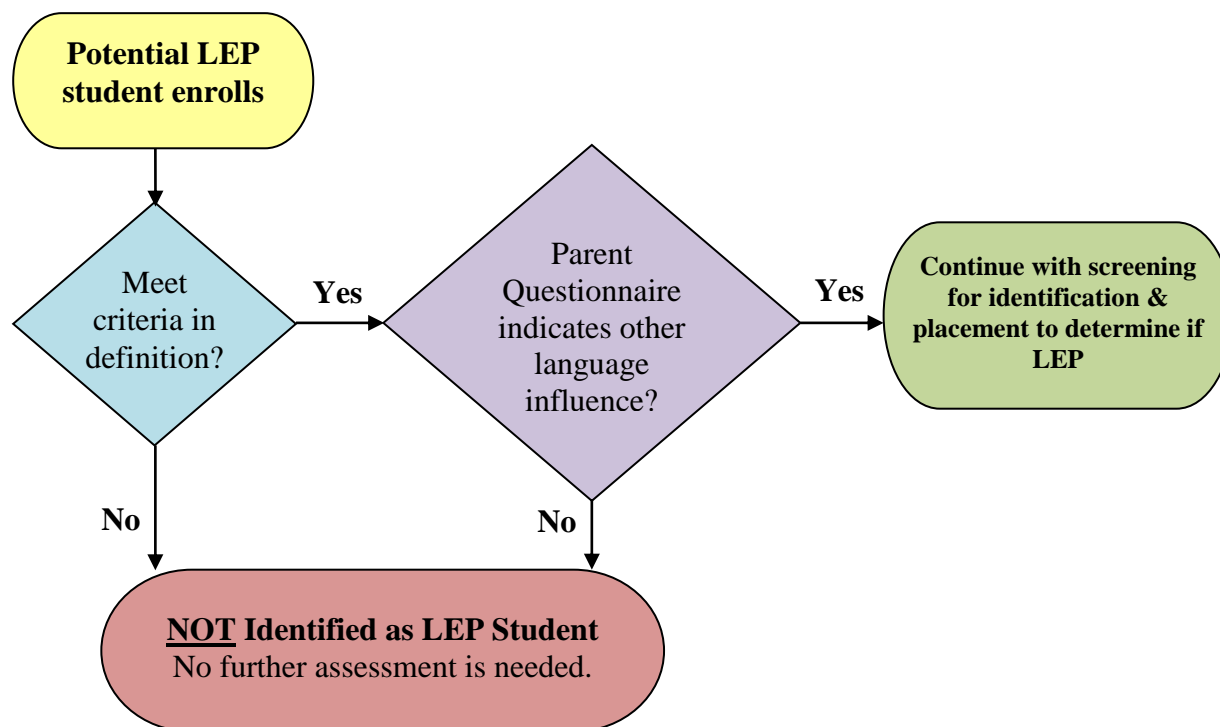 Potential LEP
student enrolls
Meet
criteria in
definition?
Yes
Parent
Questionnaire
indicates other
language
influence?
Yes
Continue with screening
for identification &
placement to determine if
LEP
No
No
NOT Identified as LEP Student
No further assessment is needed.